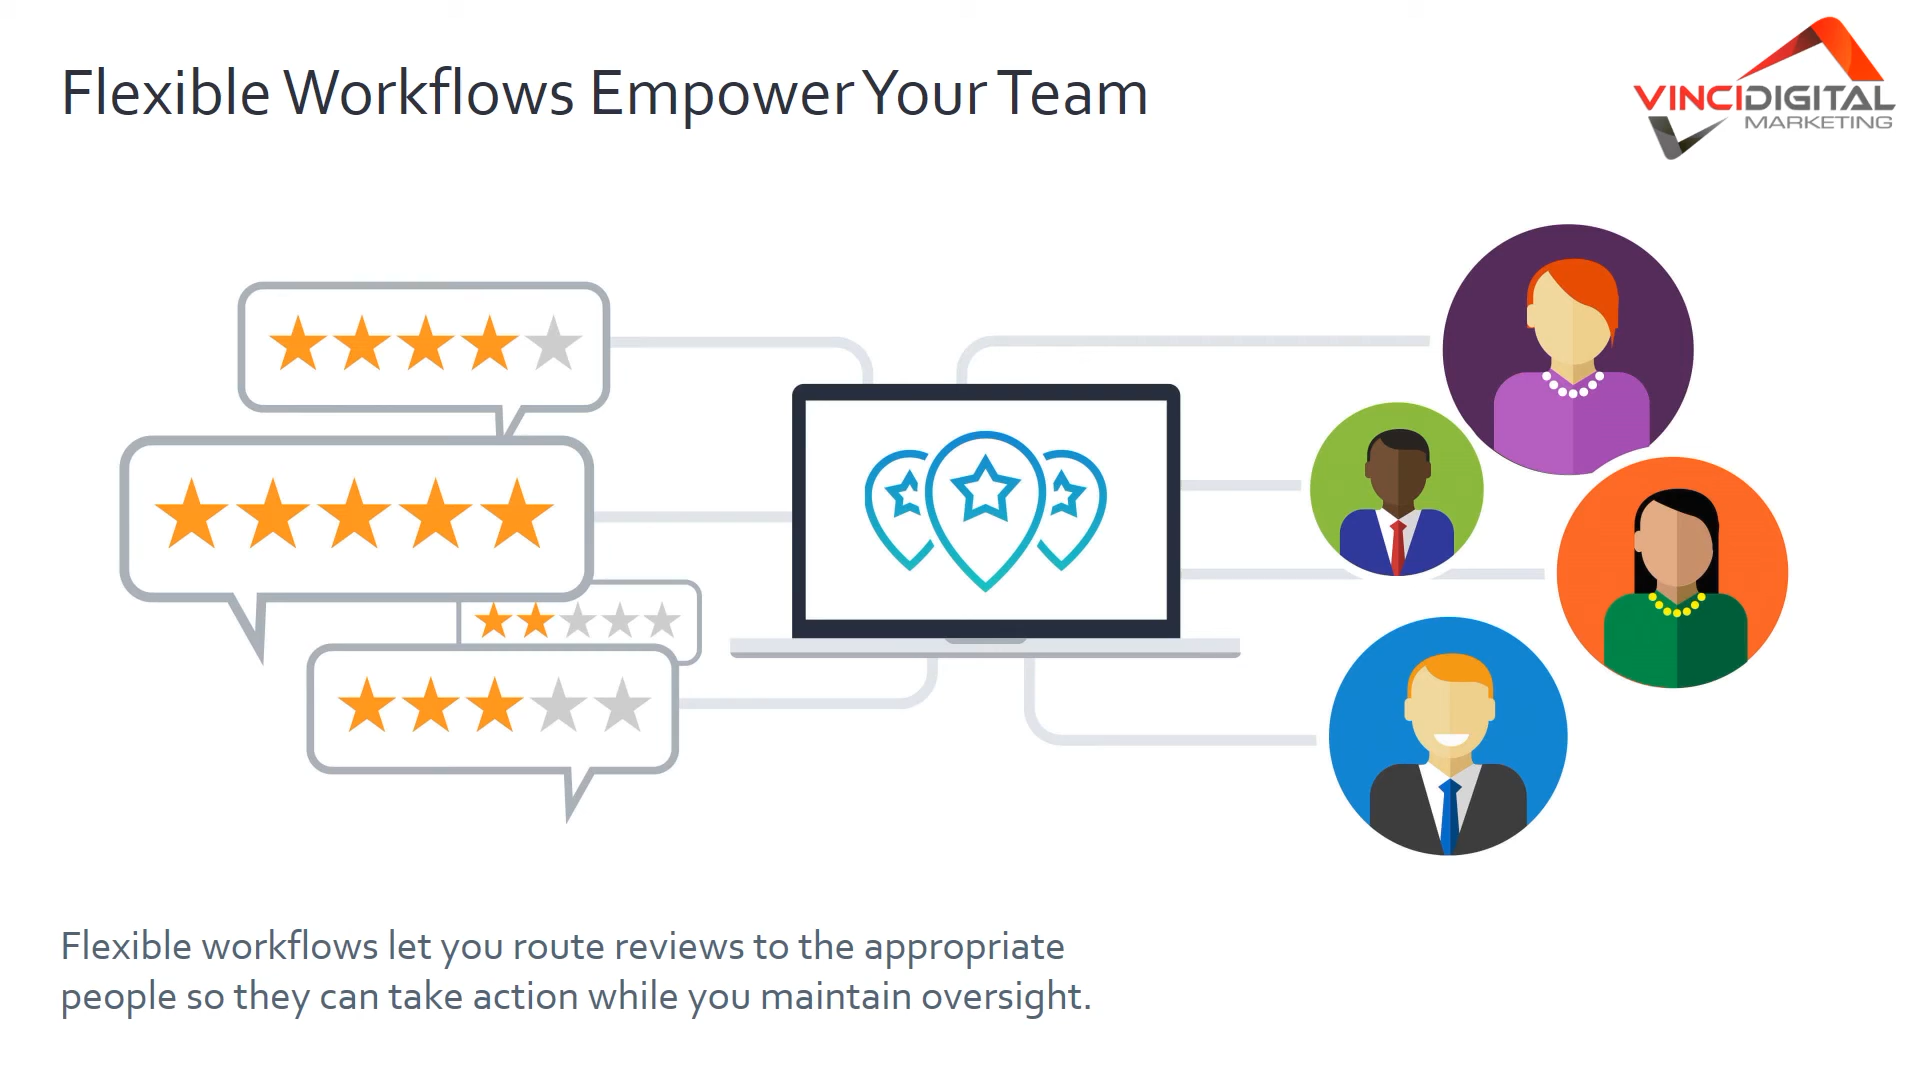 Flexible Workflows Empower Your Team
VINCIDIGITAL
MARKETING
Flexible workflows let you route reviews to the appropriate
people so they can take action while you maintain oversight.